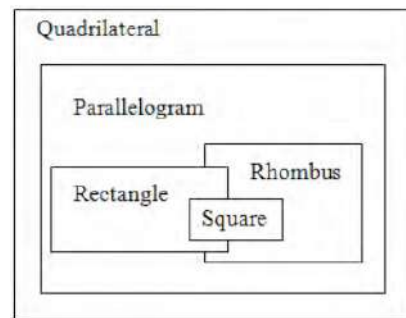 Quadrilateral
Parallelogram
Rhombus
Rectangle
Square